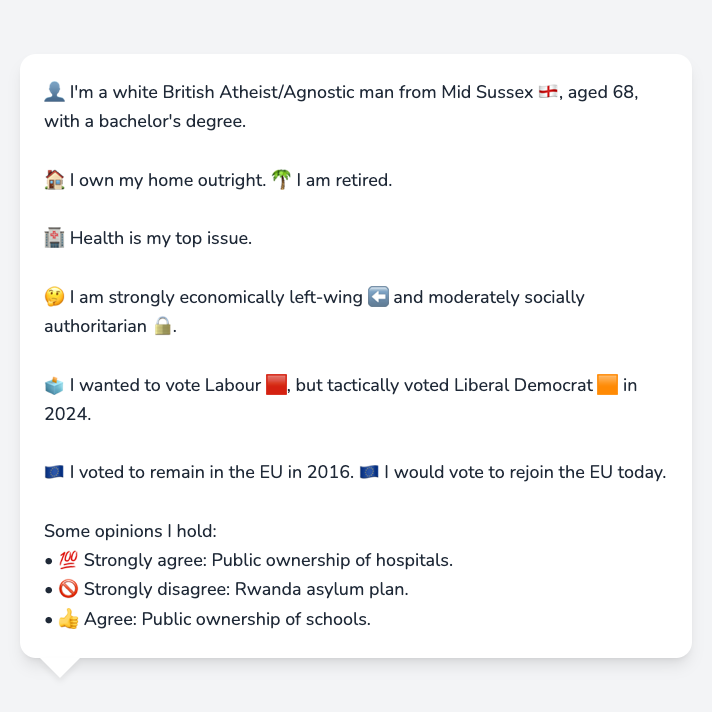 👤 I'm a white British Atheist/Agnostic man from Mid Sussex 🏴󠁧󠁢󠁥󠁮󠁧󠁿, aged 68,
with a bachelor's degree.
🏠 I own my home outright. 🌴 I am retired.
🏥 Health is my top issue.
🤔 I am strongly economically left-wing ⬅️ and moderately socially
authoritarian 🔒.
🗳️ I wanted to vote Labour 🟥, but tactically voted Liberal Democrat 🟧 in
2024.
🇪🇺 I voted to remain in the EU in 2016. 🇪🇺 I would vote to rejoin the EU today.
Some opinions I hold:
• 💯 Strongly agree: Public ownership of hospitals.
• 🚫 Strongly disagree: Rwanda asylum plan.
• 👍 Agree: Public ownership of schools.